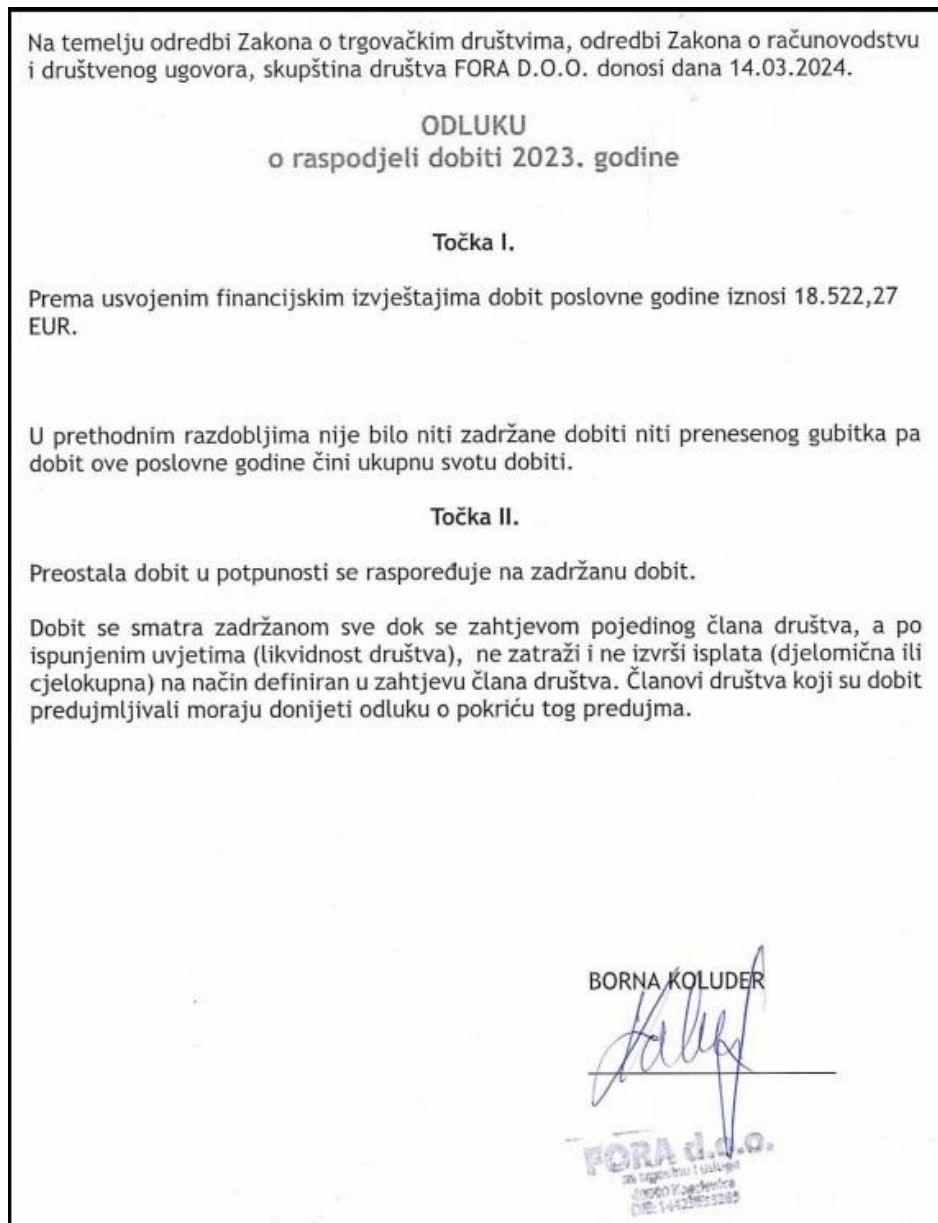 Na temelju odredbi Zakona o trgovačkim društvima, odredbi Zakona o računovodstvu
i društvenog ugovora, skupština društva FORA D.O.O. donosi dana 14.03.2024.
ODLUKU
o raspodjeli dobiti 2023. godine
Točka I.
Prema usvojenim financijskim izvještajima dobit poslovne godine iznosi 18.522,27
EUR.
U prethodnim razdobljima nije bilo niti zadržane dobiti niti prenesenog gubitka pa
dobit ove poslovne godine čini ukupnu svotu dobiti.
Točka II.
Preostala dobit u potpunosti se raspoređuje na zadržanu dobit.
Dobit se smatra zadržanom sve dok se zahtjevom pojedinog člana društva, a po
ispunjenim uvjetima (likvidnost društva), ne zatraži i ne izvrši isplata (djelomična ili
cjelokupna) na način definiran u zahtjevu člana društva. Članovi društva koji su dobit
predujmljivali moraju donijeti odluku o pokriću tog predujma.
BORNA KOLUDER
FORA d.o.o.
za trgovinu i usluge